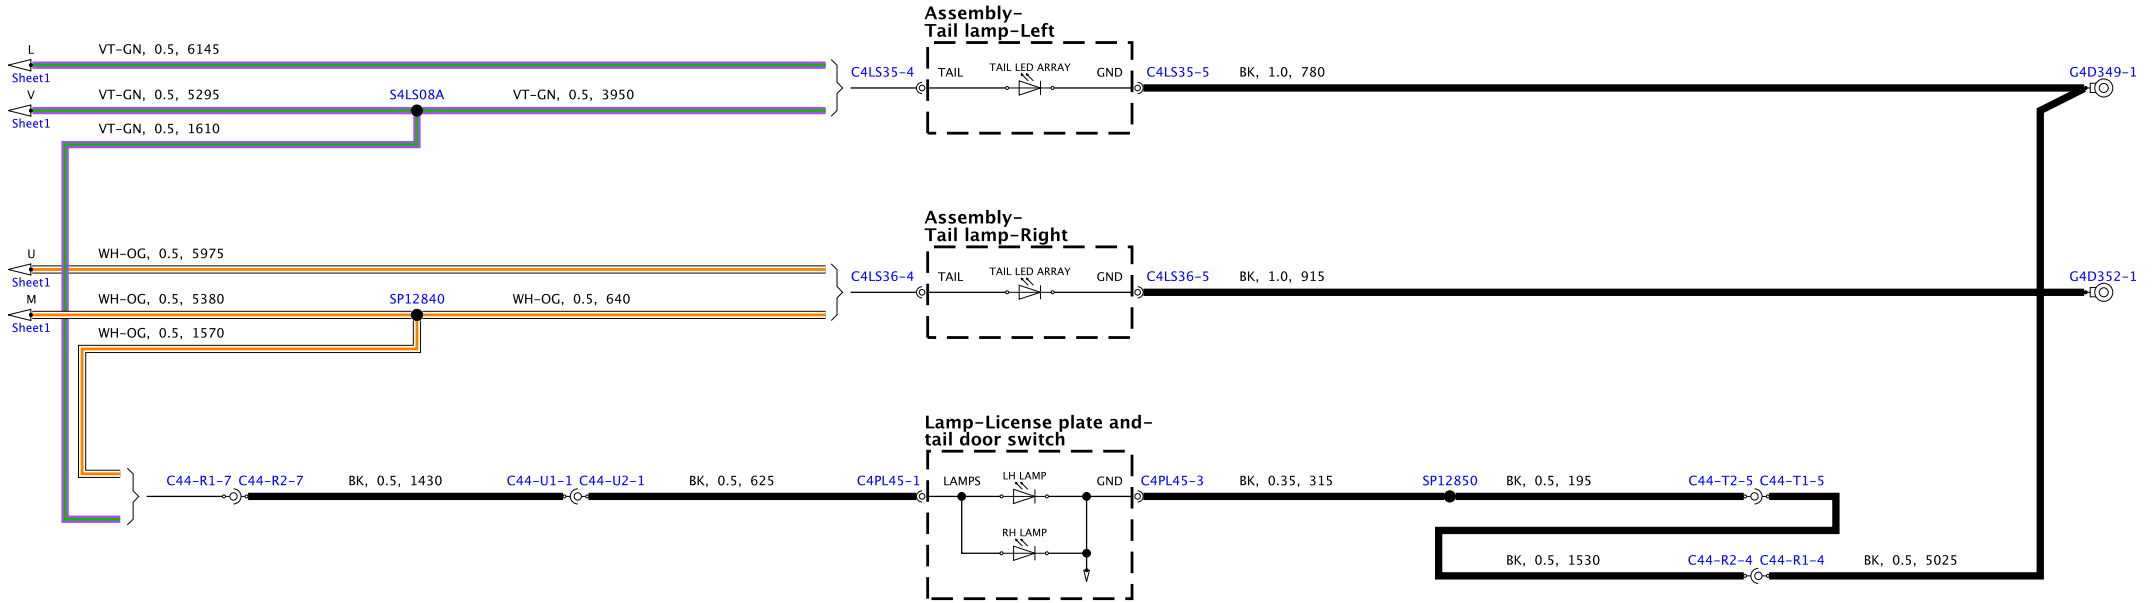 Assembly-
Tail lamp-Left
L
VT-GN, 0.5, 6145
Sheet1
C4LS35-4
TAIL
TAIL LED ARRAY
GND
C4LS35-5
BK, 1.0, 780
G4D349-1
V
VT-GN, 0.5, 5295
S4LS08A
VT-GN, 0.5, 3950
Sheet1
VT-GN, 0.5, 1610
Assembly-
Tail lamp-Right
U
WH-OG, 0.5, 5975
Sheet1
C4LS36-4
TAIL
TAIL LED ARRAY
GND
C4LS36-5
BK, 1.0, 915
G4D352-1
M
WH-OG, 0.5, 5380
SP12840
WH-OG, 0.5, 640
Sheet1
WH-OG, 0.5, 1570
Lamp-License plate and-
tail door switch
C44-R1-7 C44-R2-7
BK, 0.5, 1430
C44-U1-1 C44-U2-1
BK, 0.5, 625
C4PL45-1
LAMPS
LH LAMP
GND
C4PL45-3
BK, 0.35, 315
SP12850
BK, 0.5, 195
C44-T2-5 C44-T1-5
RH LAMP
BK, 0.5, 1530
C44-R2-4 C44-R1-4
BK, 0.5, 5025